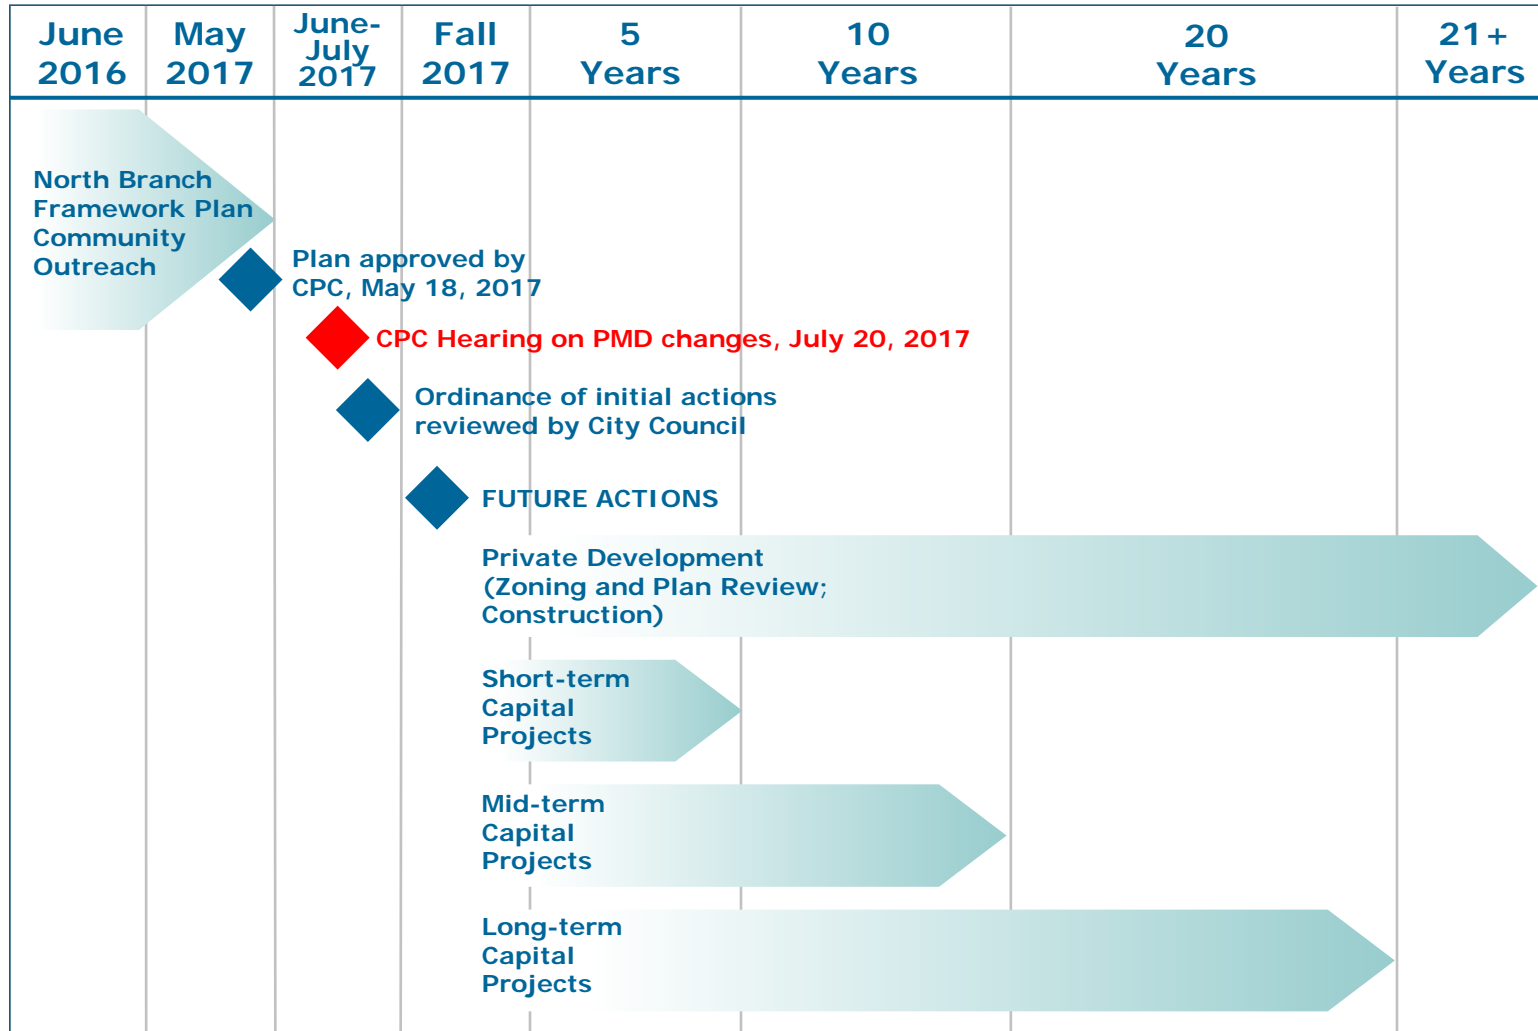 June
2016
May
2017
June-
July
2017
Fall
2017
5
Years
10
Years
20
Years
21+
Years
North Branch
Framework Plan
Community
Outreach
Plan approved by
CPC, May 18, 2017
CPC Hearing on PMD changes, July 20, 2017
Ordinance of initial actions
reviewed by City Council
FUTURE ACTIONS
Private Development
(Zoning and Plan Review;
Construction)
Short-term
Capital
Projects
Mid-term
Capital
Projects
Long-term
Capital
Projects